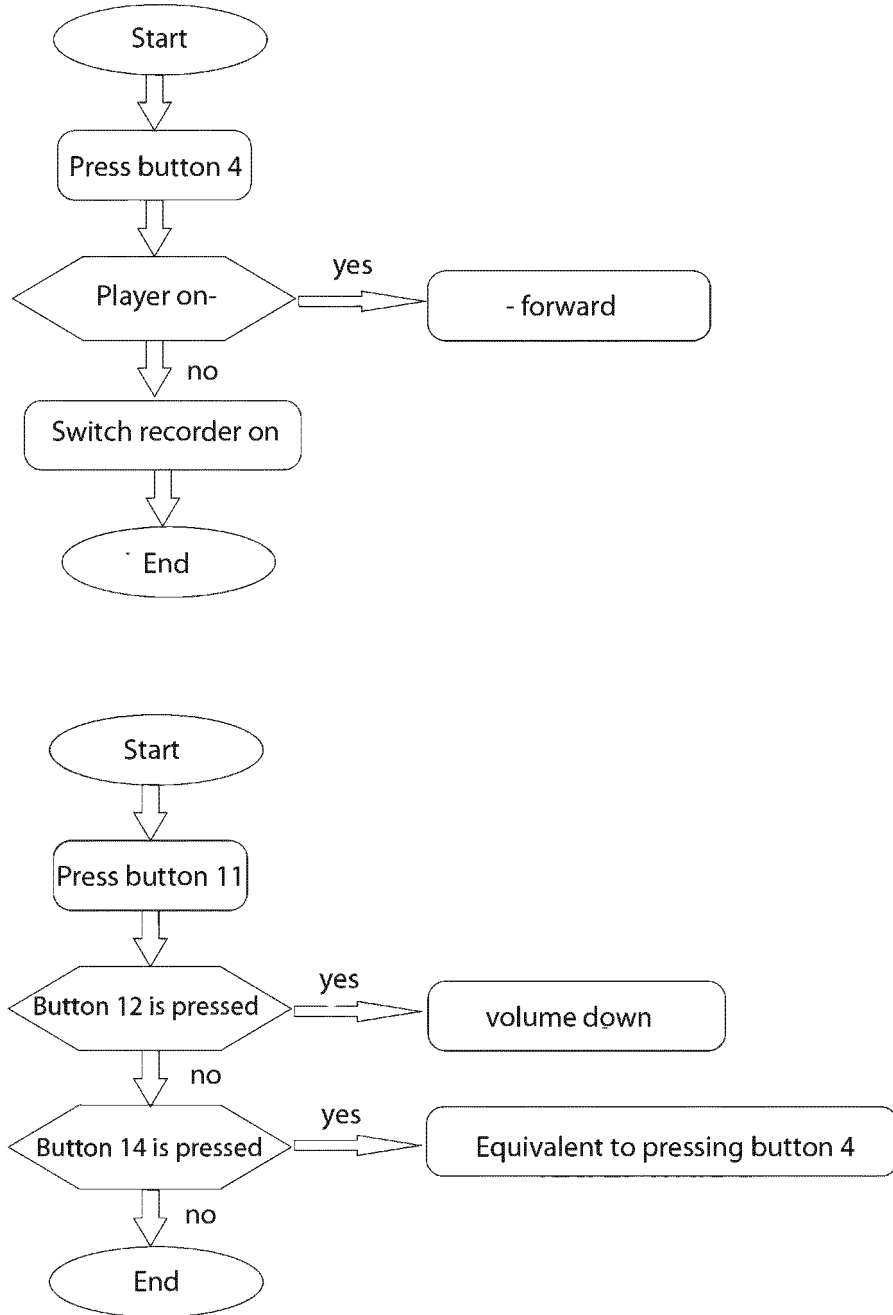 Start
Press button 4
Player on-
yes
- forward
no
Switch recorder on
End
Start
Press button 11
Button 12 is pressed
yes
volume down
no
Button 14 is pressed
yes
Equivalent to pressing button 4
no
End